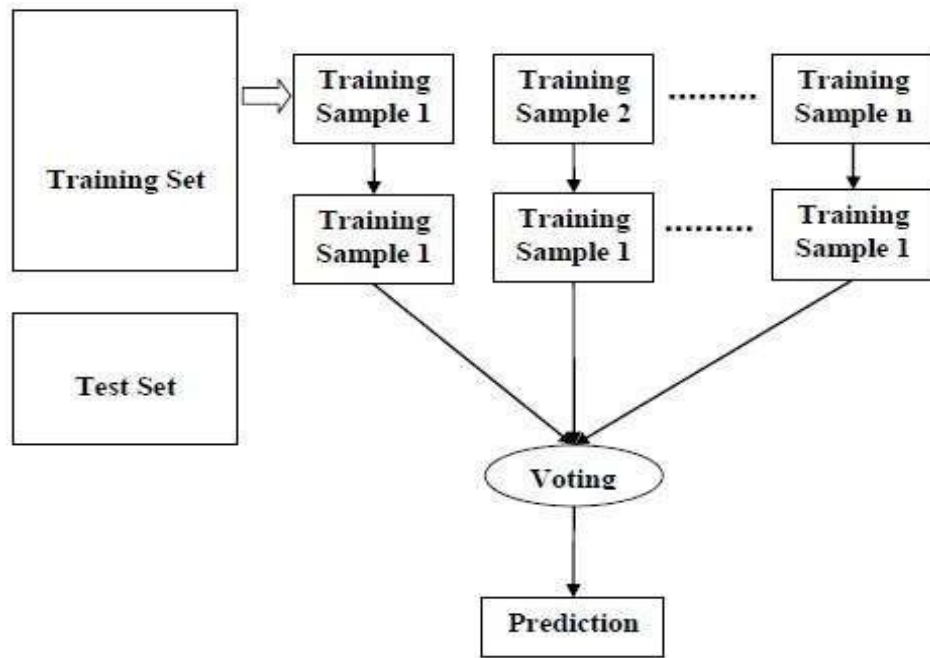 Training Set
Training
Sample 1
Training
Sample 2
Training
Sample n
Training
Sample 1
Training
Sample 1
Training
Sample 1
Test Set
Voting
Prediction